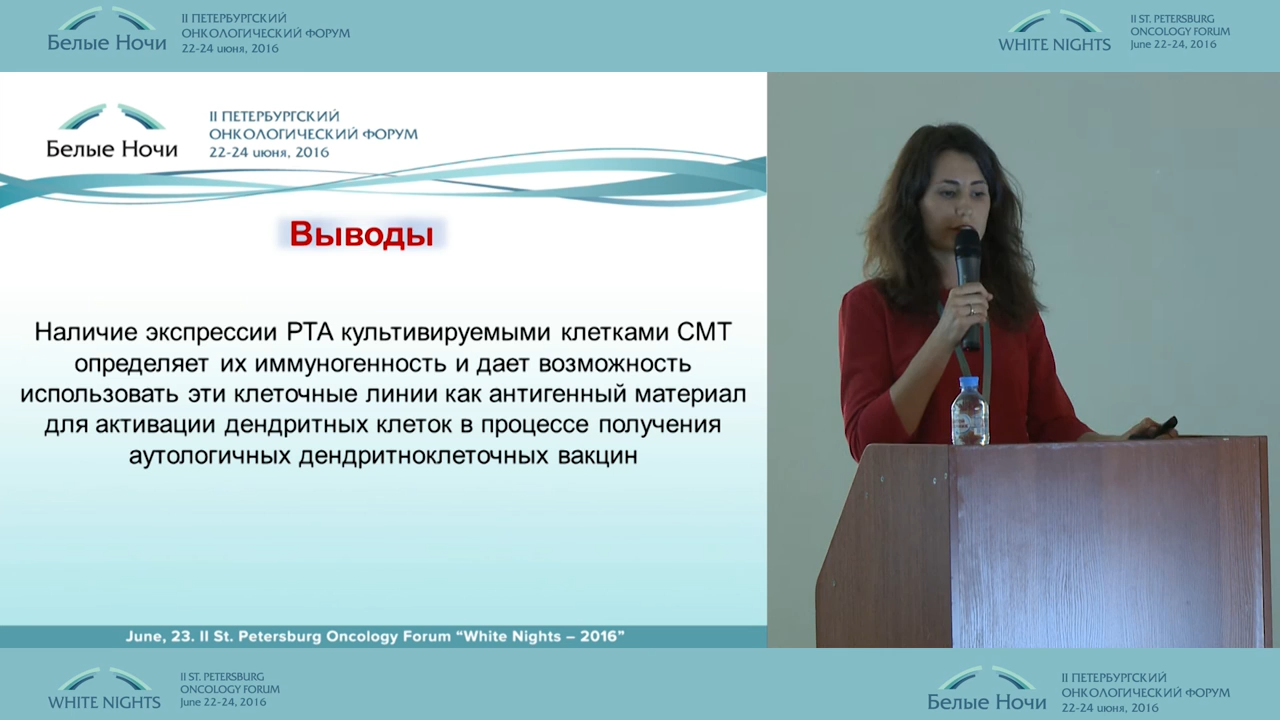 Белые Ночи
II ПЕТЕРБУРГСКИЙ
ОНКОЛОГИЧЕСКИЙ ФОРУМ
22-24 июня, 2016
WHITE NIGHTS
II ST. PETERSBURG
ONCOLOGY FORUM
June 22-24, 2016
Белые Ночи
II ПЕТЕРБУРГСКИЙ
ОНКОЛОГИЧЕСКИЙ ФОРУМ
22-24 июня, 2016
Выводы
Наличие экспрессии РТА культивируемыми клетками СМТ
определяет их иммуногенность и дает возможность
использовать эти клеточные линии как антигенный материал
для активации дендритных клеток в процессе получения
аутологичных дендритноклеточных вакцин
June, 23. II St. Petersburg Oncology Forum “White Nights – 2016”
WHITE NIGHTS
II ST. PETERSBURG
ONCOLOGY FORUM
June 22-24, 2016
Белые Ночи
II ПЕТЕРБУРГСКИЙ
ОНКОЛОГИЧЕСКИЙ ФОРУМ
22-24 июня, 2016